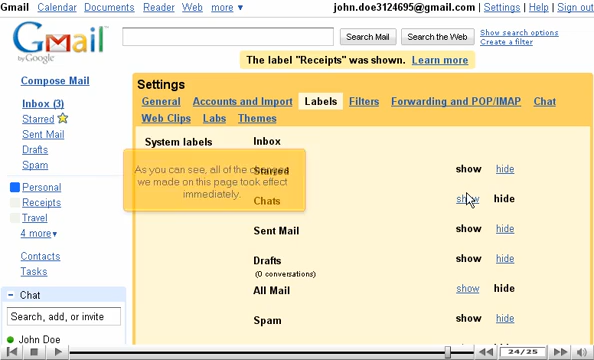 Gmail Calendar Documents Reader Web more ▼ john.doe3124695@gmail.com | Settings | Help | Sign out
Gmail
by Google
Search Mail Search the Web Show search options
Create a filter
The label "Receipts" was shown. Learn more
Compose Mail
Inbox (3)
Starred
Sent Mail
Drafts
Spam
Personal
Receipts
Travel
4 more▼
Contacts
Tasks
– Chat
Search, add, or invite
John Doe
Settings
General Accounts and Import Labels Filters Forwarding and POP/IMAP Chat
Web Clips Labs Themes
System labels Inbox
As you can see, all of the changes
we made on this page took effect
immediately.
Starred show hide
Chats show hide
Sent Mail show hide
Drafts show hide
(0 conversations)
All Mail show hide
Spam show hide
24/25